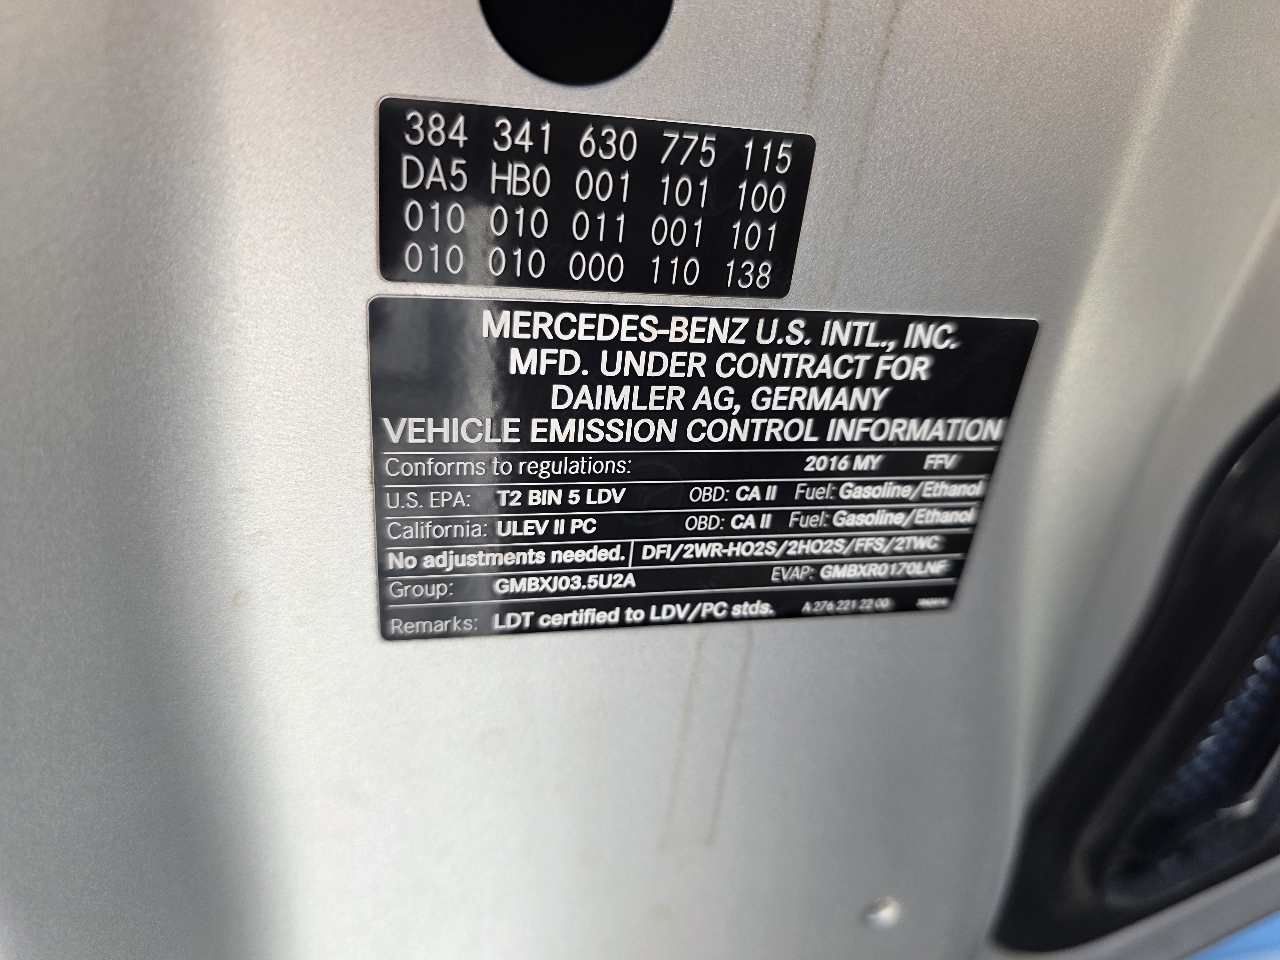 384 341 630 775 115
DA5 HB0 001 101 100
010 010 011 001 101
010 010 000 110 138
MERCEDES-BENZ U.S. INTL., INC.
MFD. UNDER CONTRACT FOR
DAIMLER AG, GERMANY
VEHICLE EMISSION CONTROL INFORMATION
Conforms to regulations: 2016 MY FFV
U.S. EPA: T2 BIN 5 LDV OBD: CA II Fuel: Gasoline/Ethanol
California: ULEV II PC OBD: CA II Fuel: Gasoline/Ethanol
No adjustments needed. DFI/2WR-HO2S/2HO2S/FFS/2TWC
Group: GMBXJ03.5U2A EVAP: GMBXR0170LNF
Remarks: LDT certified to LDV/PC stds. A 276 221 22 00